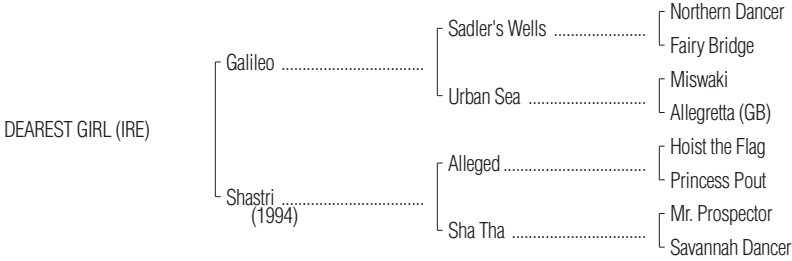 Northern Dancer
Sadler's Wells ......................
Fairy Bridge
Galileo ..................................
Miswaki
Urban Sea ............................
Allegretta (GB)
DEAREST GIRL (IRE)
Hoist the Flag
Alleged..................................
Princess Pout
Shastri ..................................
(1994)
Mr. Prospector
Sha Tha ................................
Savannah Dancer